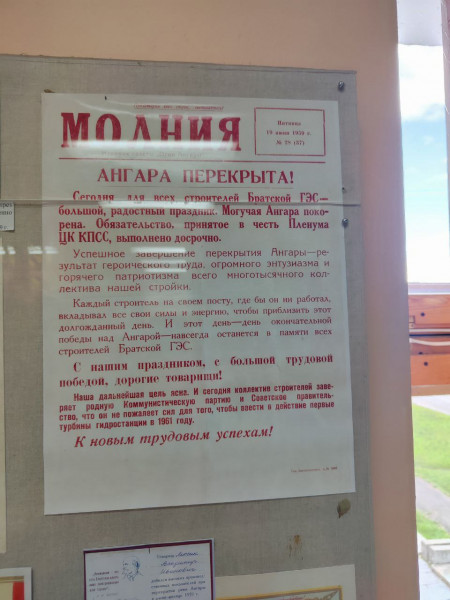 МОЛНИЯ
Пятница
19 июня 1959 г.
АНГАРА ПЕРЕКРЫТА!
Сегодня для всех строителей Братской ГЭС—
большой, радостный праздник. Могучая Ангара поко-
рена. Обязательство, принятое в честь Пленума
ЦК КПСС, выполнено досрочно.
Успешное завершение перекрытия Ангары—ре-
зультат героического труда, огромного энтузиазма и
горячего патриотизма всего многотысячного кол-
лектива нашей стройки.
Каждый строитель на своем посту, где бы он ни работал,
вкладывал все свои силы и энергию, чтобы приблизить этот
долгожданный день. И этот день—день окончательной
победы над Ангарой—навсегда останется в памяти всех
строителей Братской ГЭС.
С нашим праздником, с большой трудовой
победой, дорогие товарищи!
Наша дальнейшая цель ясна. И сегодня коллектив строителей заве-
ряет родную Коммунистическую партию и Советское правитель-
ство, что он не пожалеет сил для того, чтобы ввести в действие первые
турбины гидростанции в 1961 году.
К новым трудовым успехам!